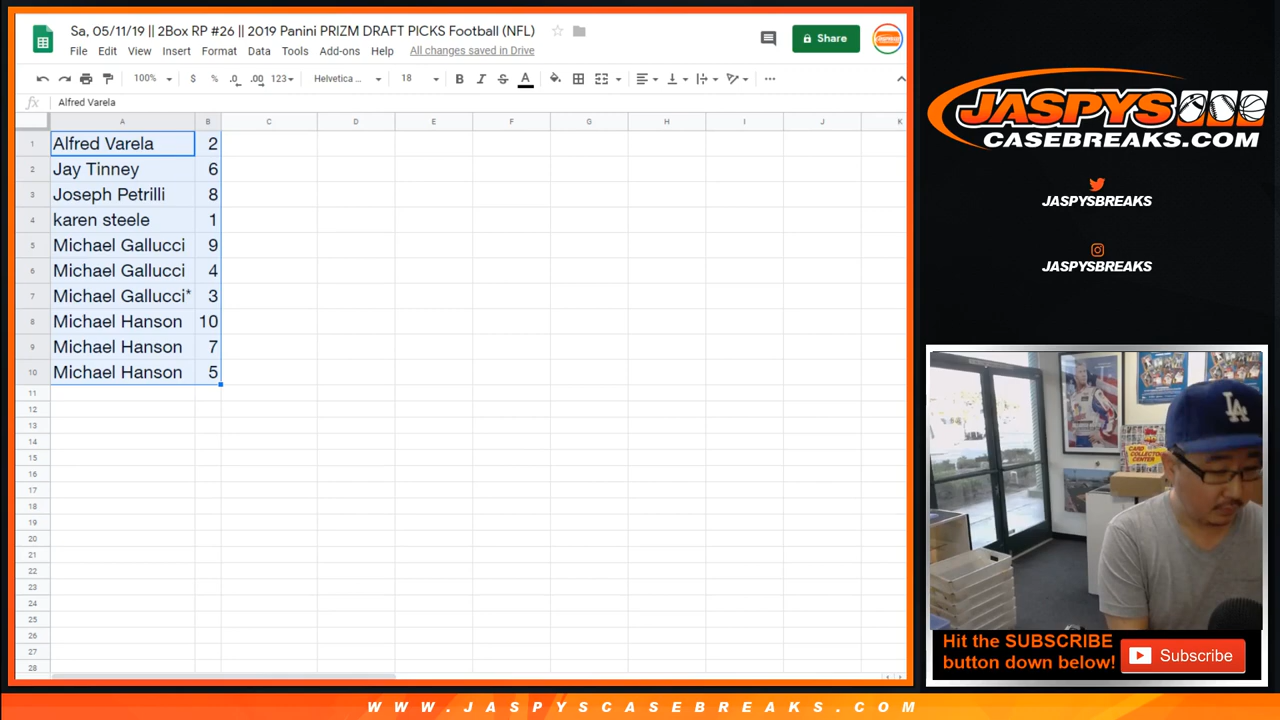 Sa, 05/11/19 || 2Box RP #26 || 2019 Panini PRIZM DRAFT PICKS Football (NFL)
File Edit View Insert Format Data Tools Add-ons Help All changes saved in Drive
Share
100% $ % .0 .00 123 Helvetica ... 18 B I S A
fx Alfred Varela
A B C D E F G H I J K
1 Alfred Varela 2
2 Jay Tinney 6
3 Joseph Petrilli 8
4 karen steele 1
5 Michael Gallucci 9
6 Michael Gallucci 4
7 Michael Gallucci* 3
8 Michael Hanson 10
9 Michael Hanson 7
10 Michael Hanson 5
11
12
13
14
15
16
17
18
19
20
21
22
23
24
25
26
27
28
JASPYS
CASEBREAKS.COM
JASPYSBREAKS
JASPYSBREAKS
LA
CARD
COLLECTOR
CENTER
Hit the SUBSCRIBE
button down below!
Subscribe
WWW.JASPYSCASEBREAKS.COM